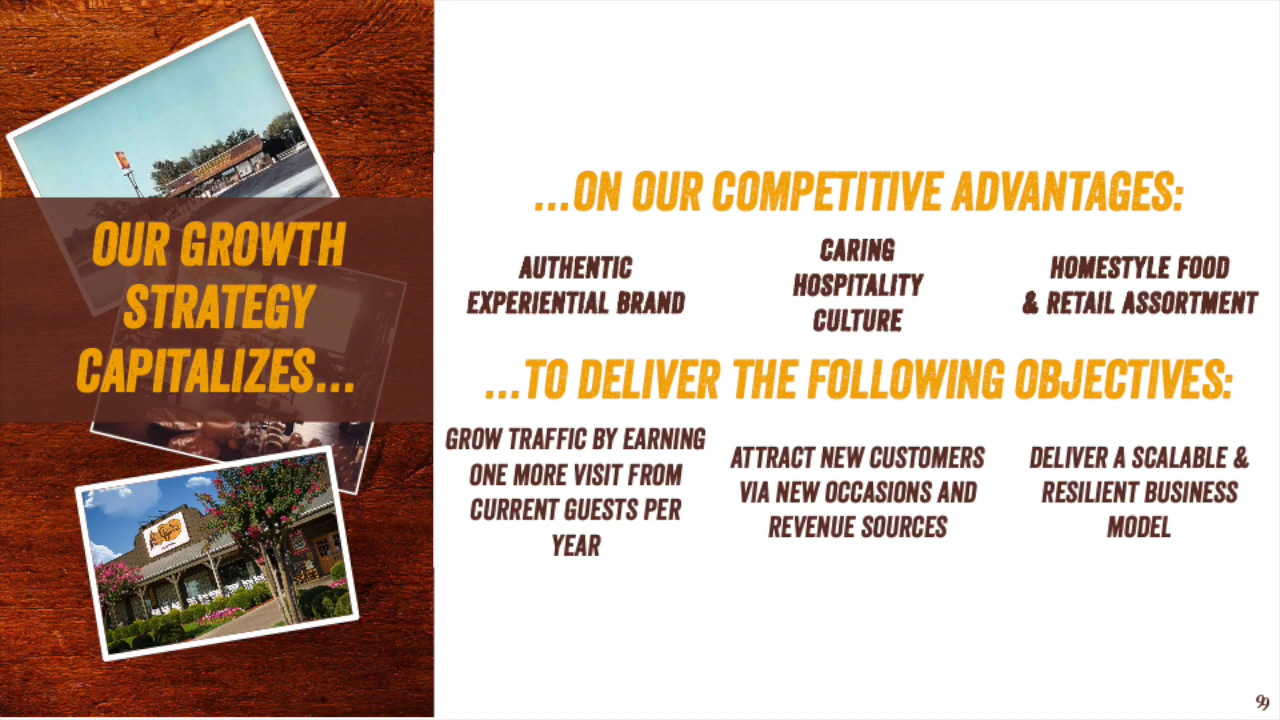 OUR GROWTH
STRATEGY
CAPITALIZES...
...ON OUR COMPETITIVE ADVANTAGES:
AUTHENTIC
EXPERIENTIAL BRAND
CARING
HOSPITALITY
CULTURE
HOMESTYLE FOOD
& RETAIL ASSORTMENT
...TO DELIVER THE FOLLOWING OBJECTIVES:
GROW TRAFFIC BY EARNING
ONE MORE VISIT FROM
CURRENT GUESTS PER
YEAR
ATTRACT NEW CUSTOMERS
VIA NEW OCCASIONS AND
REVENUE SOURCES
DELIVER A SCALABLE &
RESILIENT BUSINESS
MODEL